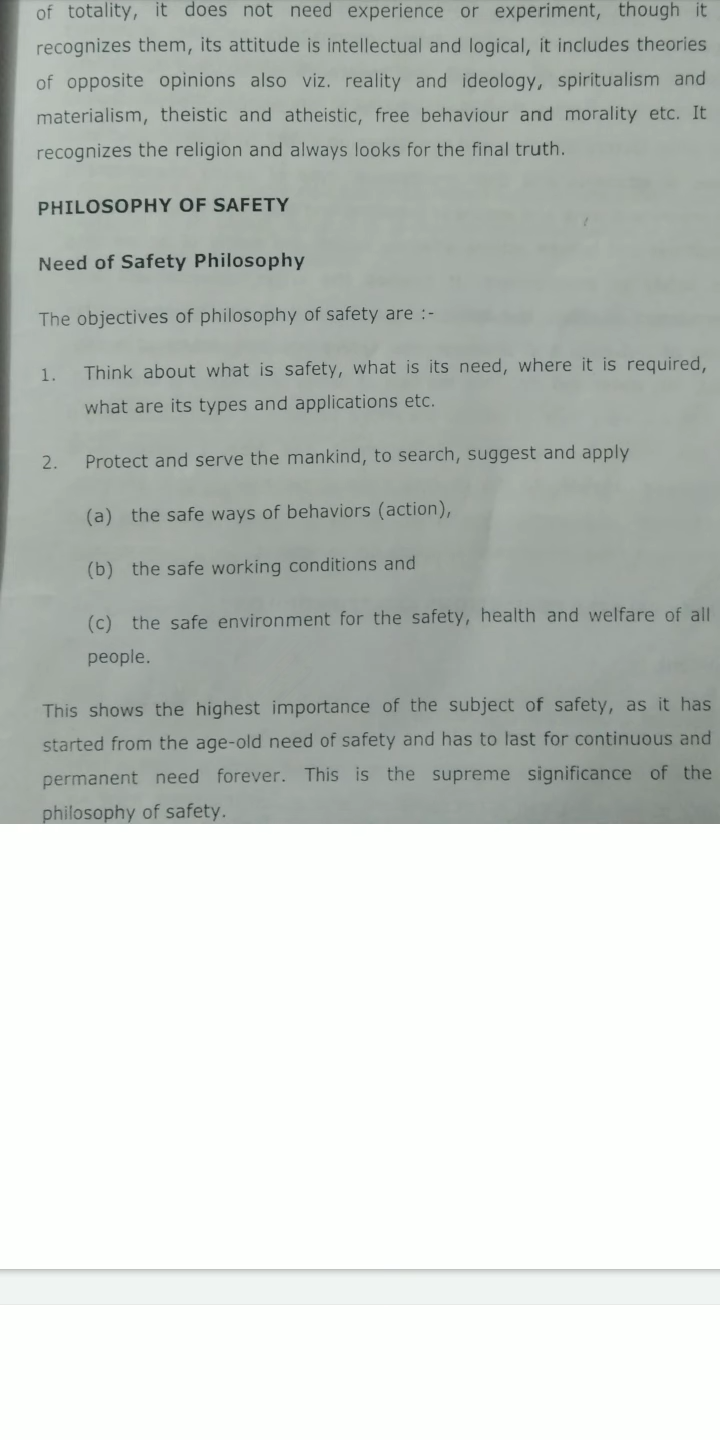 of totality, it does not need experience or experiment, though it
recognizes them, its attitude is intellectual and logical, it includes theories
of opposite opinions also viz. reality and ideology, spiritualism and
materialism, theistic and atheistic, free behaviour and morality etc. It
recognizes the religion and always looks for the final truth.
PHILOSOPHY OF SAFETY
Need of Safety Philosophy
The objectives of philosophy of safety are :-
1. Think about what is safety, what is its need, where it is required,
what are its types and applications etc.
2. Protect and serve the mankind, to search, suggest and apply
(a) the safe ways of behaviors (action),
(b) the safe working conditions and
(c) the safe environment for the safety, health and welfare of all
people.
This shows the highest importance of the subject of safety, as it has
started from the age-old need of safety and has to last for continuous and
permanent need forever. This is the supreme significance of the
philosophy of safety.